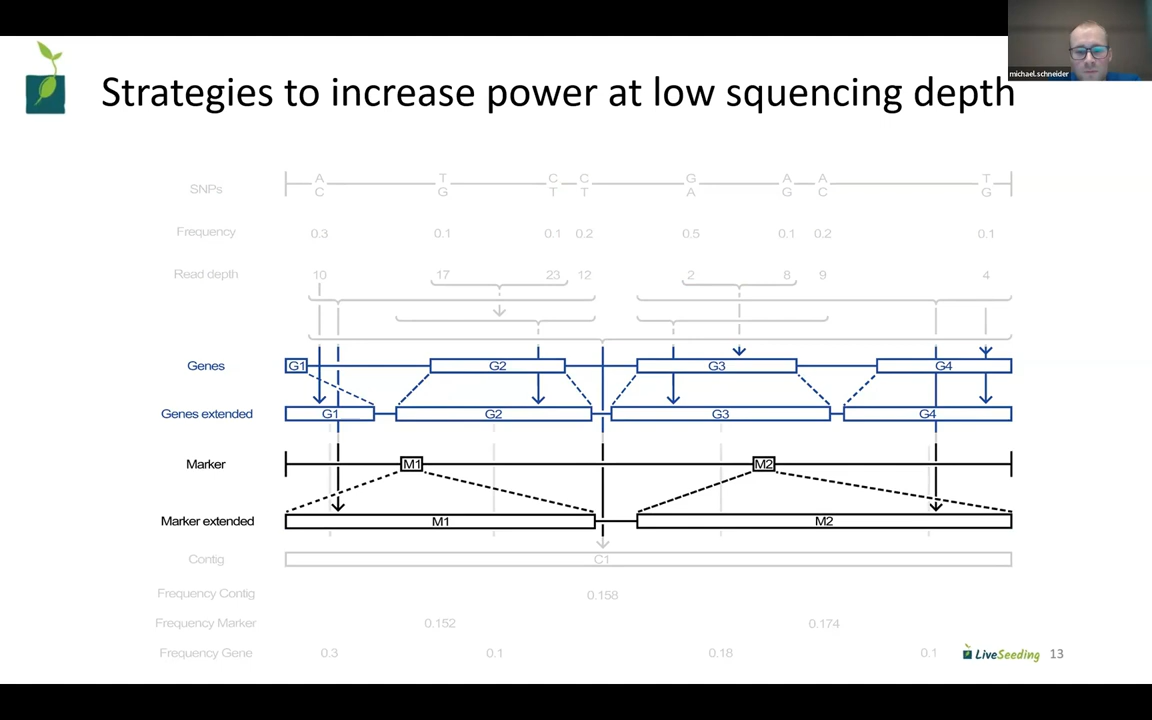 michael.schneider
Strategies to increase power at low squencing depth
A T C C G A A T
SNPs
C G T T A G C G
Frequency 0.3 0.1 0.1 0.2 0.5 0.1 0.2 0.1
Read depth 10 17 23 12 2 8 9 4
Genes G1 G2 G3 G4
Genes extended G1 G2 G3 G4
Marker M1 M2
Marker extended M1 M2
Contig C1
Frequency Contig 0.158
Frequency Marker 0.152 0.174
Frequency Gene 0.3 0.1 0.18 0.1
LiveSeeding 13